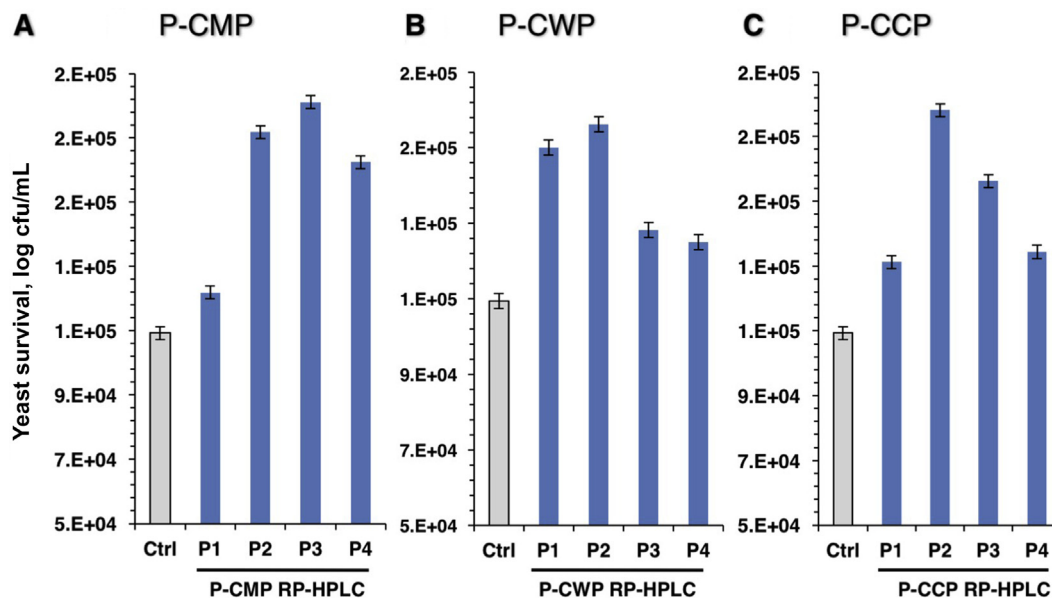 A P-CMP
Yeast survival, log cfu/mL
2.E+05
2.E+05
2.E+05
1.E+05
1.E+05
9.E+04
7.E+04
5.E+04
Ctrl P1 P2 P3 P4
P-CMP RP-HPLC
B P-CWP
2.E+05
2.E+05
1.E+05
1.E+05
9.E+04
7.E+04
5.E+04
Ctrl P1 P2 P3 P4
P-CWP RP-HPLC
C P-CCP
2.E+05
2.E+05
2.E+05
1.E+05
1.E+05
9.E+04
7.E+04
5.E+04
Ctrl P1 P2 P3 P4
P-CCP RP-HPLC